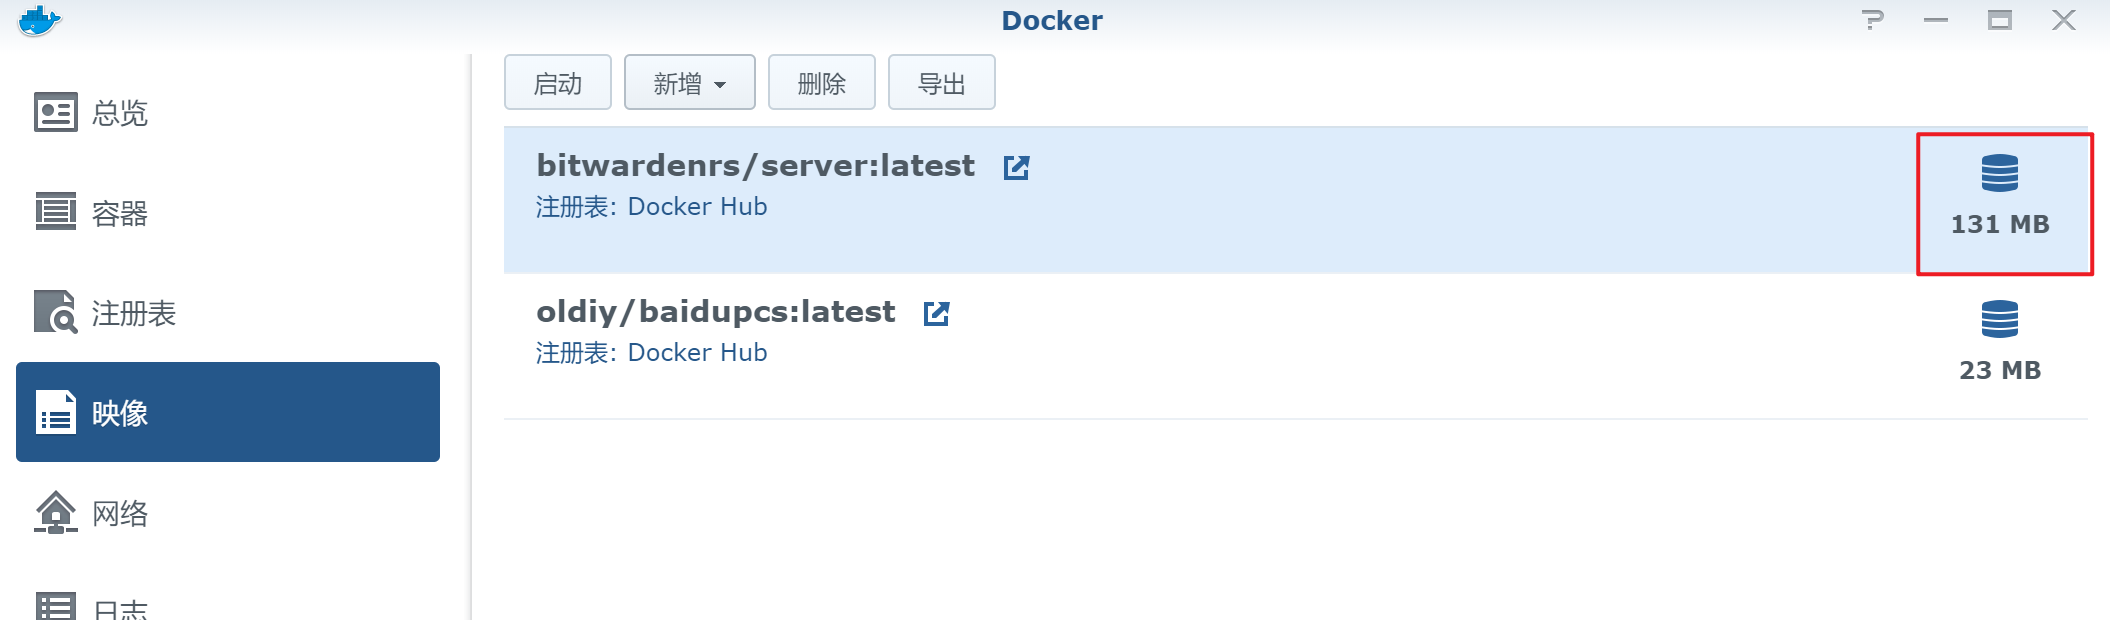 Docker
总览
容器
注册表
映像
网络
日志
启动
新增
删除
导出
bitwardenrs/server:latest
注册表: Docker Hub
131 MB
oldiy/baidupcs:latest
注册表: Docker Hub
23 MB